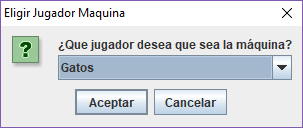 Eligir Jugador Maquina
¿Que jugador desea que sea la máquina?
Gatos
Aceptar
Cancelar